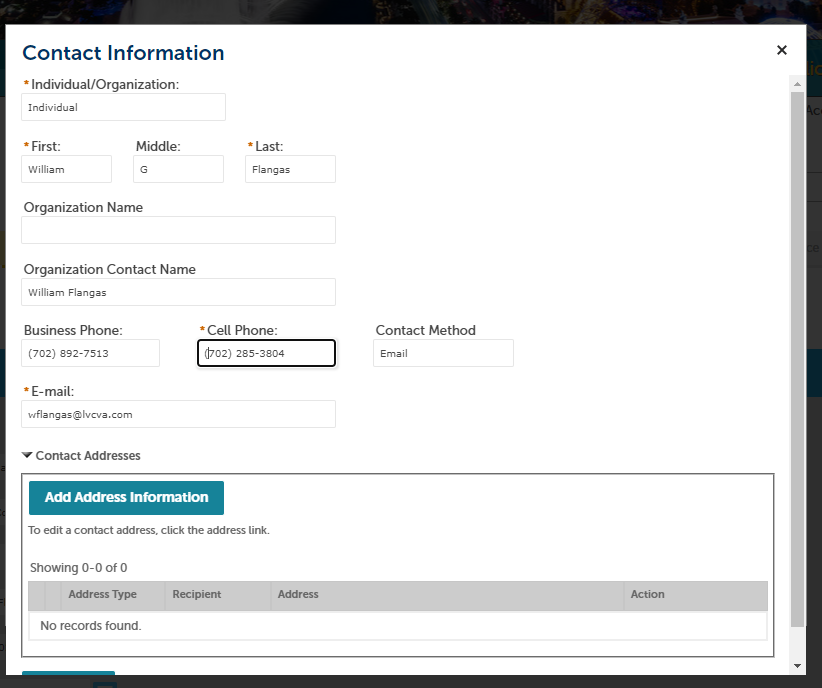 Contact Information
* Individual/Organization:
Individual
* First: Middle: * Last:
William G Flangas
Organization Name
Organization Contact Name
William Flangas
Business Phone: * Cell Phone: Contact Method
(702) 892-7513 (702) 285-3804 Email
* E-mail:
wflangas@lvcva.com
Contact Addresses
Add Address Information
To edit a contact address, click the address link.
Showing 0-0 of 0
Address Type Recipient Address Action
No records found.